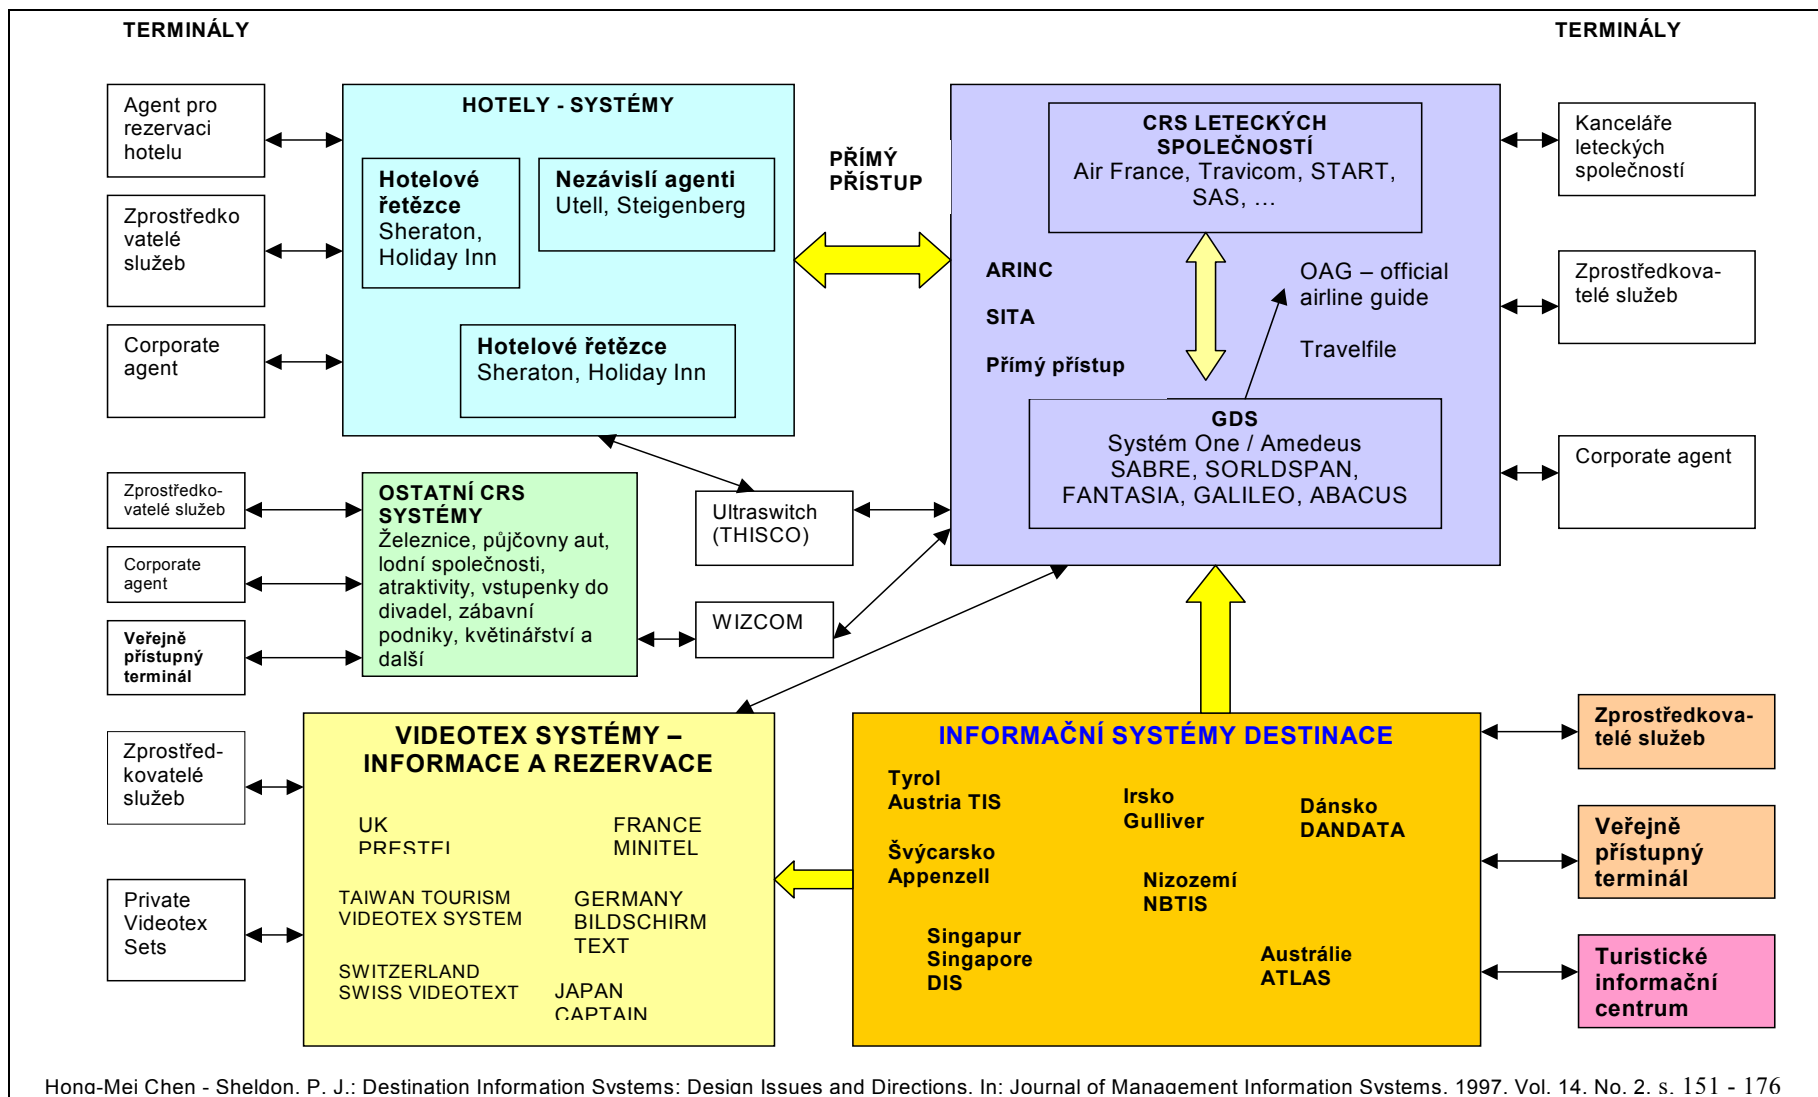 TERMINÁLY
TERMINÁLY
Agent pro
rezervaci
hotelu
Zprostředko
vatelé
služeb
Corporate
agent
HOTELY - SYSTÉMY
Hotelové
řetězce
Sheraton,
Holiday Inn
Nezávislí agenti
Utell, Steigenberg
Hotelové řetězce
Sheraton, Holiday Inn
PŘÍMÝ
PŘÍSTUP
CRS LETECKÝCH
SPOLEČNOSTÍ
Air France, Travicom, START,
SAS, …
ARINC
SITA
Přímý přístup
OAG – official
airline guide
Travelfile
GDS
Systém One / Amedeus
SABRE, SORLDSPAN,
FANTASIA, GALILEO, ABACUS
Kanceláře
leteckých
společností
Zprostředkova-
telé služeb
Corporate agent
Zprostředko-
vatelé služeb
Corporate
agent
Veřejně
přístupný
terminál
OSTATNÍ CRS
SYSTÉMY
Železnice, půjčovny aut,
lodní společnosti,
atraktivity, vstupenky do
divadel, zábavní
podniky, květinářství a
další
Ultraswitch
(THISCO)
WIZCOM
Zprostřed-
kovatelé
služeb
Private
Videotex
Sets
VIDEOTEX SYSTÉMY –
INFORMACE A REZERVACE
UK
PRESTEL
FRANCE
MINITEL
TAIWAN TOURISM
VIDEOTEX SYSTEM
GERMANY
BILDSCHIRM
TEXT
SWITZERLAND
SWISS VIDEOTEXT
JAPAN
CAPTAIN
INFORMAČNÍ SYSTÉMY DESTINACE
Tyrol
Austria TIS
Irsko
Gulliver
Dánsko
DANDATA
Švýcarsko
Appenzell
Nizozemí
NBTIS
Singapur
Singapore
DIS
Austrálie
ATLAS
Zprostředkova-
telé služeb
Veřejně
přístupný
terminál
Turistické
informační
centrum
Hong-Mei Chen - Sheldon, P. J.: Destination Information Systems: Design Issues and Directions. In: Journal of Management Information Systems, 1997, Vol. 14, No. 2, s. 151 - 176